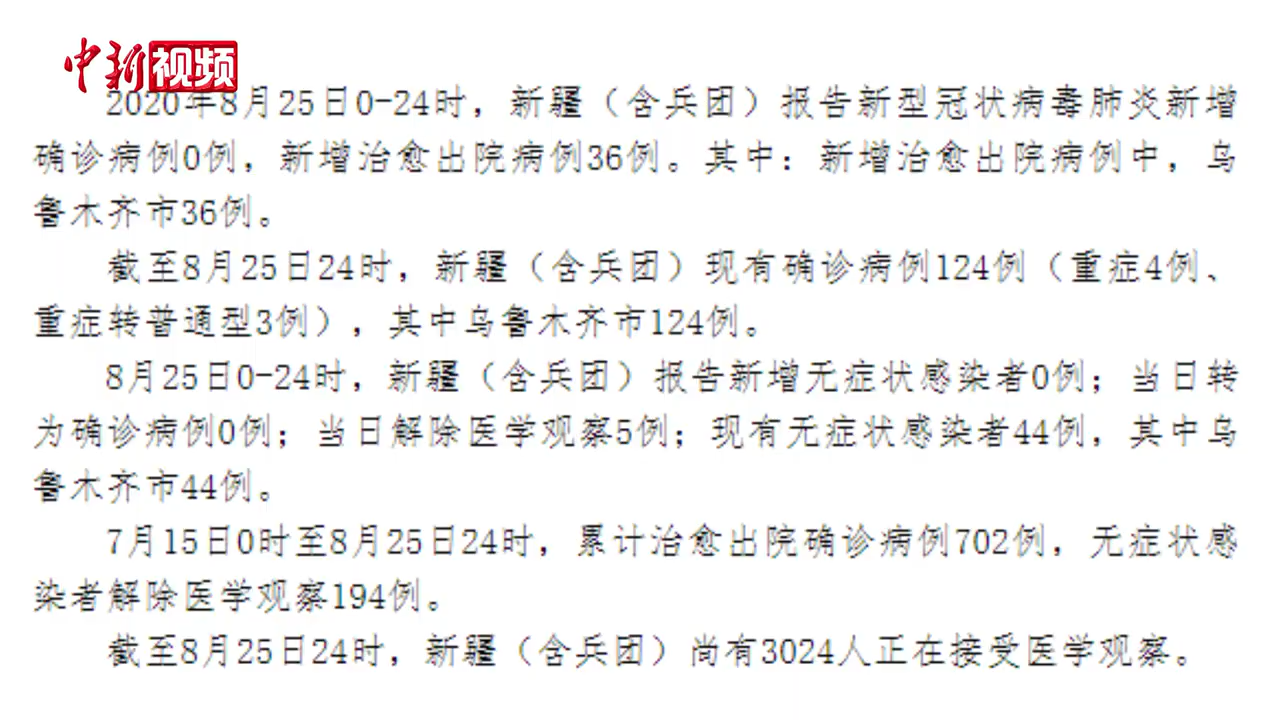 中新视频
2020年8月25日0-24时，新疆（含兵团）报告新型冠状病毒肺炎新增
确诊病例0例，新增治愈出院病例36例。其中：新增治愈出院病例中，乌
鲁木齐市36例。
截至8月25日24时，新疆（含兵团）现有确诊病例124例（重症4例、
重症转普通型3例），其中乌鲁木齐市124例。
8月25日0-24时，新疆（含兵团）报告新增无症状感染者0例；当日转
为确诊病例0例；当日解除医学观察5例；现有无症状感染者44例，其中乌
鲁木齐市44例。
7月15日0时至8月25日24时，累计治愈出院确诊病例702例，无症状感
染者解除医学观察194例。
截至8月25日24时，新疆（含兵团）尚有3024人正在接受医学观察。